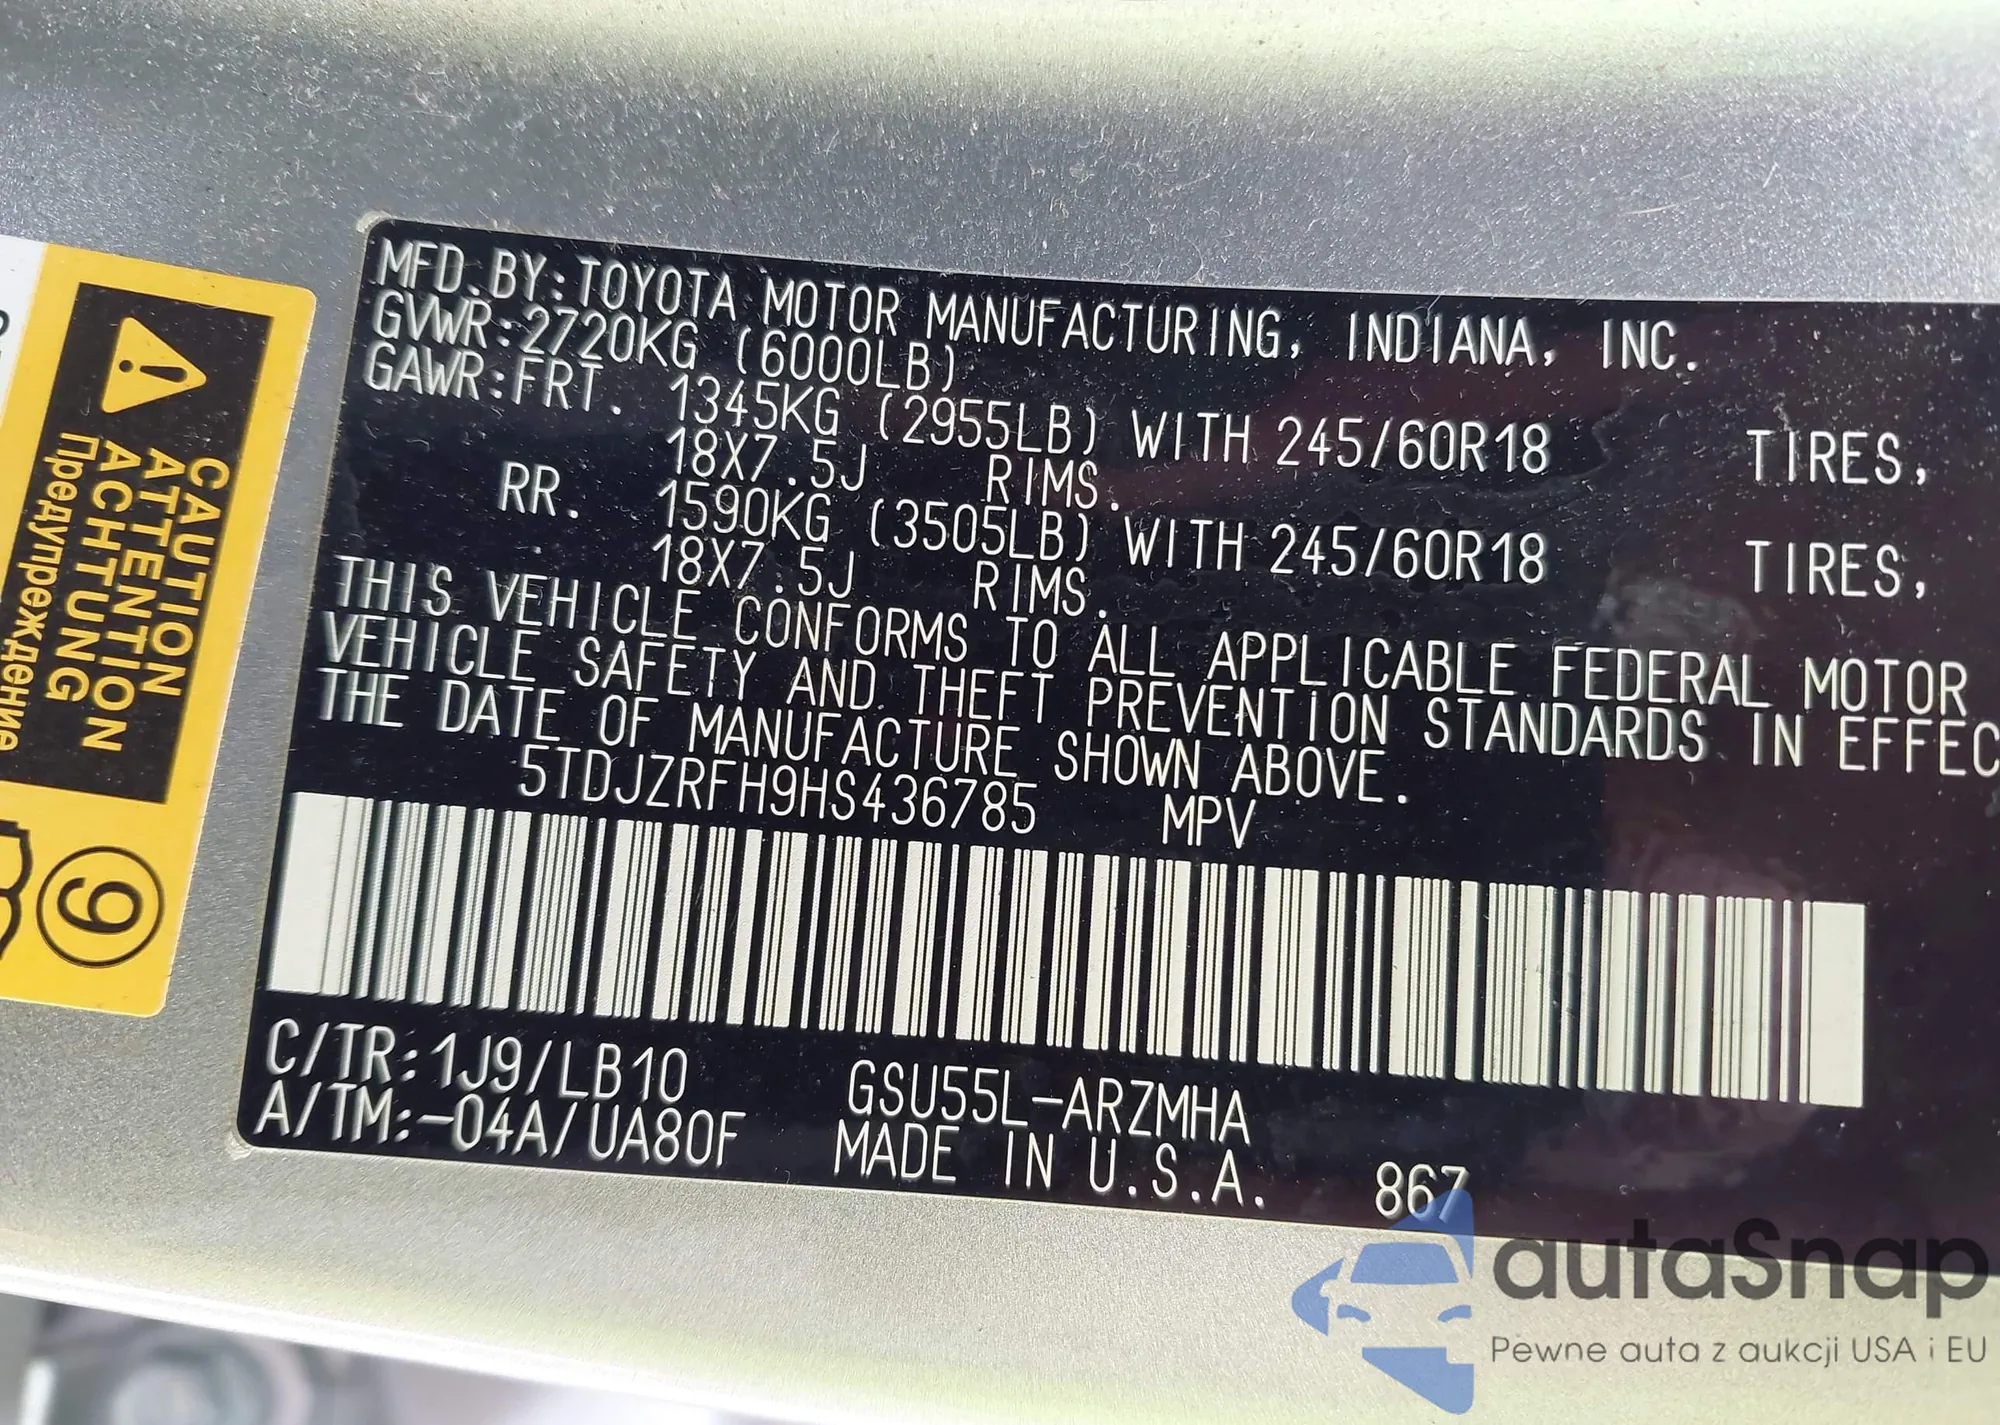 MFD.BY:TOYOTA MOTOR MANUFACTURING, INDIANA, INC.
GVWR:2720KG (6000LB)
GAWR:FRT. 1345KG (2955LB) WITH 245/60R18 TIRES,
18X7.5J RIMS.
RR. 1590KG (3505LB) WITH 245/60R18 TIRES,
18X7.5J RIMS.
THIS VEHICLE CONFORMS TO ALL APPLICABLE FEDERAL MOTOR
VEHICLE SAFETY AND THEFT PREVENTION STANDARDS IN EFFEC
THE DATE OF MANUFACTURE SHOWN ABOVE.
5TDJZRFH9HS436785 MPV
C/TR:1J9/LB10 GSU55L-ARZMHA
A/TM:-04A/UA80F MADE IN U.S.A. 867
CAUTION
ATTENTION
ACHTUNG
Предупреждение
9
autaSnap
Pewne auta z aukcji USA i EU